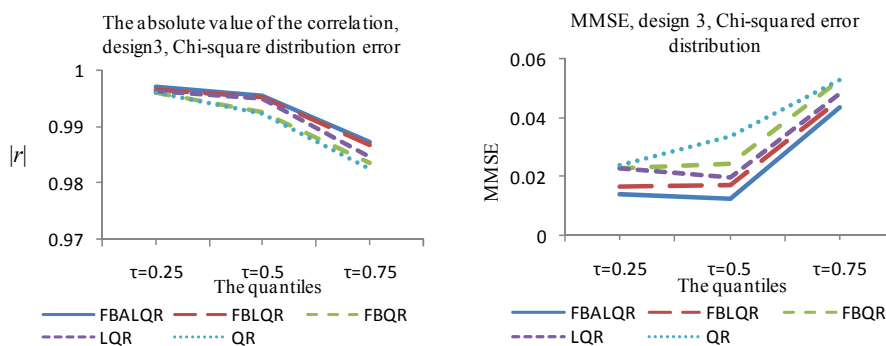 The absolute value of the correlation,
design3, Chi-square distribution error
1
0.99
0.98
0.97
|r|
τ=0.25 τ=0.5 τ=0.75
The quantiles
FBALQR FBLQR FBQR
LQR QR
MMSE, design 3, Chi-squared error
distribution
0.06
0.04
0.02
0
MMSE
τ=0.25 τ=0.5 τ=0.75
The quantiles
FBALQR FBLQR FBQR
LQR QR